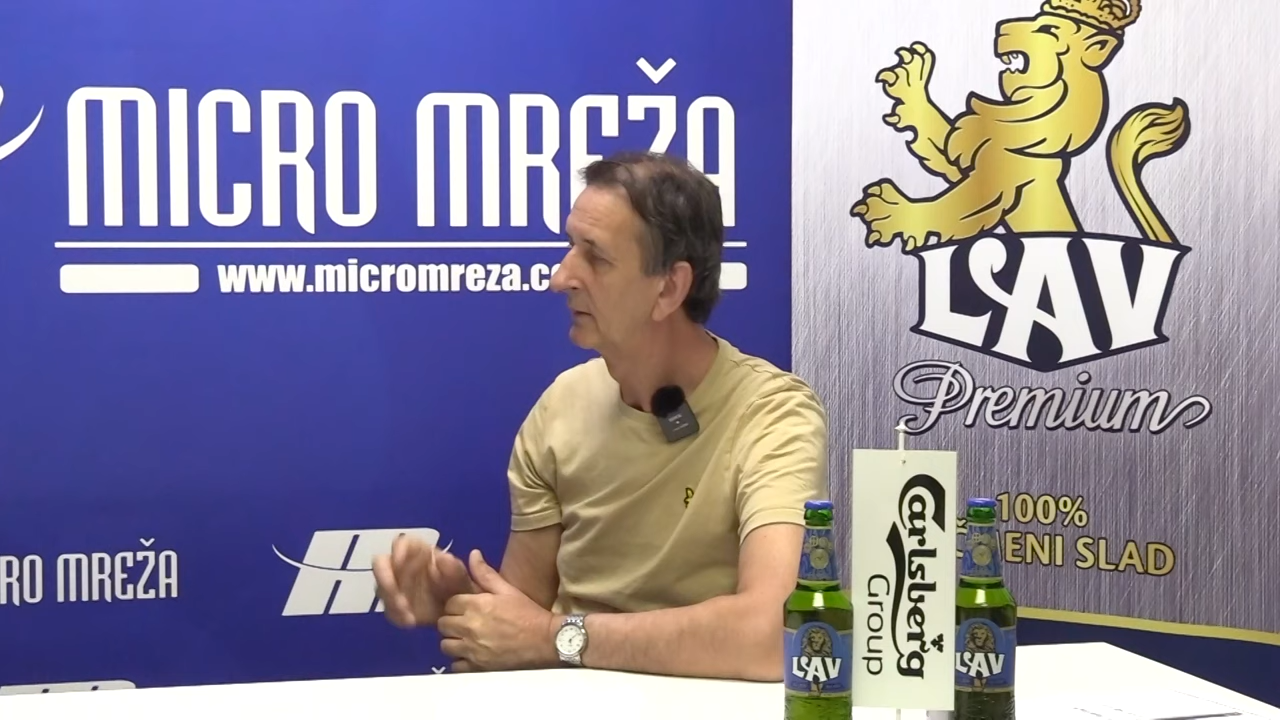 MICRO MREŽA
www.micromreza.co
LAV
Premium
100%
ENI SLAD
Carlsberg
Group
RO MREŽA
LAV
LAV